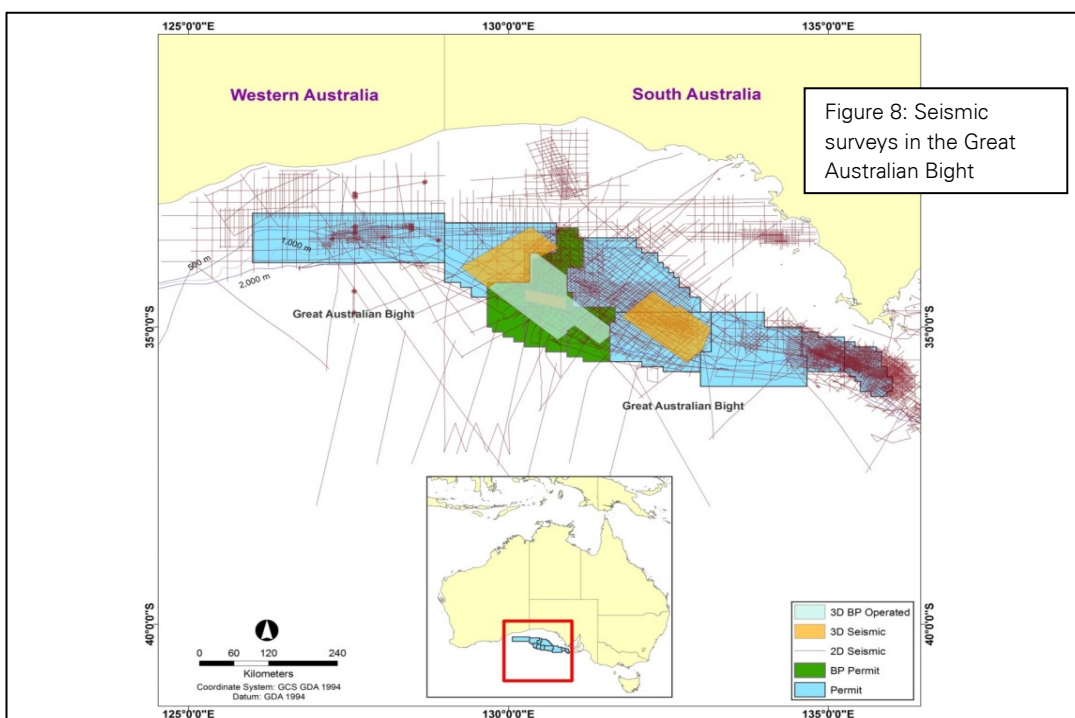 125°0'0"E
130°0'0"E
135°0'0"E
Western Australia
South Australia
Figure 8: Seismic
surveys in the Great
Australian Bight
1,000 m
500 m
2,000 m
35°0'0"S
Great Australian Bight
35°0'0"S
Great Australian Bight
40°0'0"S
40°0'0"S
0 60 120 240
Kilometers
Coordinate System: GCS GDA 1994
Datum: GDA 1994
3D BP Operated
3D Seismic
2D Seismic
BP Permit
Permit
125°0'0"E
130°0'0"E
135°0'0"E